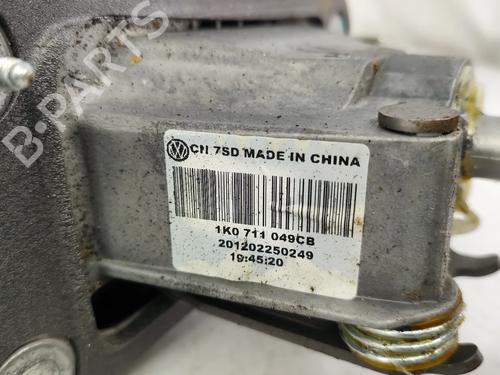 B-PARTS
CN 7SD MADE IN CHINA
1K0 711 049CB
201202250249
19:45:20